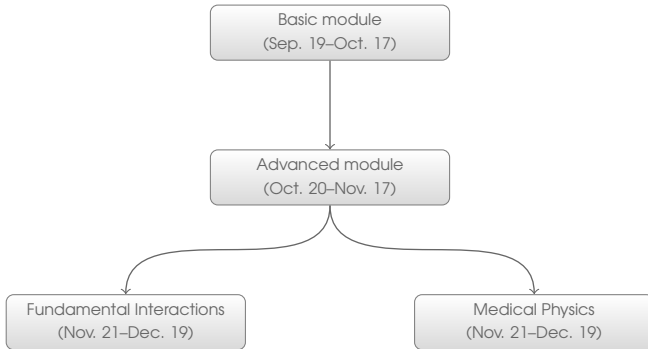 Basic module
(Sep. 19–Oct. 17)
Advanced module
(Oct. 20–Nov. 17)
Fundamental Interactions
(Nov. 21–Dec. 19)
Medical Physics
(Nov. 21–Dec. 19)